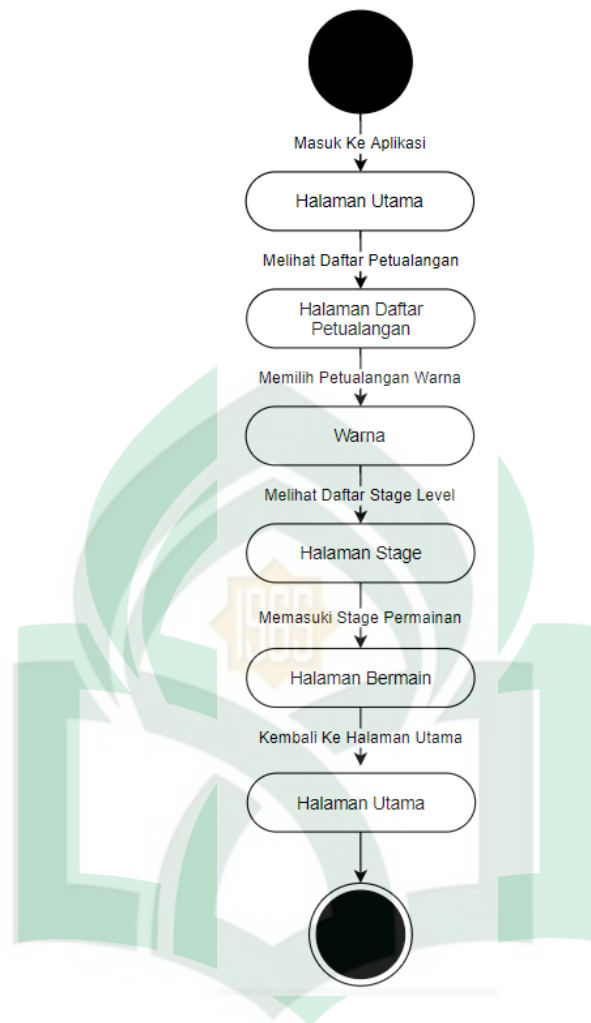 Masuk Ke Aplikasi
Halaman Utama
Melihat Daftar Petualangan
Halaman Daftar
Petualangan
Memilih Petualangan Warna
Warna
Melihat Daftar Stage Level
Halaman Stage
1989
Memasuki Stage Permainan
Halaman Bermain
Kembali Ke Halaman Utama
Halaman Utama